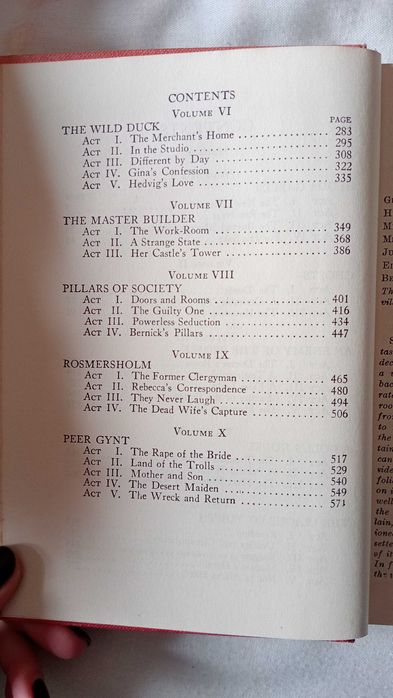 CONTENTS
VOLUME VI
PAGE
THE WILD DUCK
ACT I. The Merchant's Home 283
ACT II. In the Studio 295
ACT III. Different by Day 308
ACT IV. Gina's Confession 322
ACT V. Hedvig's Love 335
VOLUME VII
THE MASTER BUILDER
ACT I. The Work-Room 349
ACT II. A Strange State 368
ACT III. Her Castle's Tower 386
VOLUME VIII
PILLARS OF SOCIETY
ACT I. Doors and Rooms 401
ACT II. The Guilty One 416
ACT III. Powerless Seduction 434
ACT IV. Bernick's Pillars 447
VOLUME IX
ROSMERSHOLM
ACT I. The Former Clergyman 465
ACT II. Rebecca's Correspondence 480
ACT III. They Never Laugh 494
ACT IV. The Dead Wife's Capture 506
VOLUME X
PEER GYNT
ACT I. The Rape of the Bride 517
ACT II. Land of the Trolls 529
ACT III. Mother and Son 540
ACT IV. The Desert Maiden 549
ACT V. The Wreck and Return 571